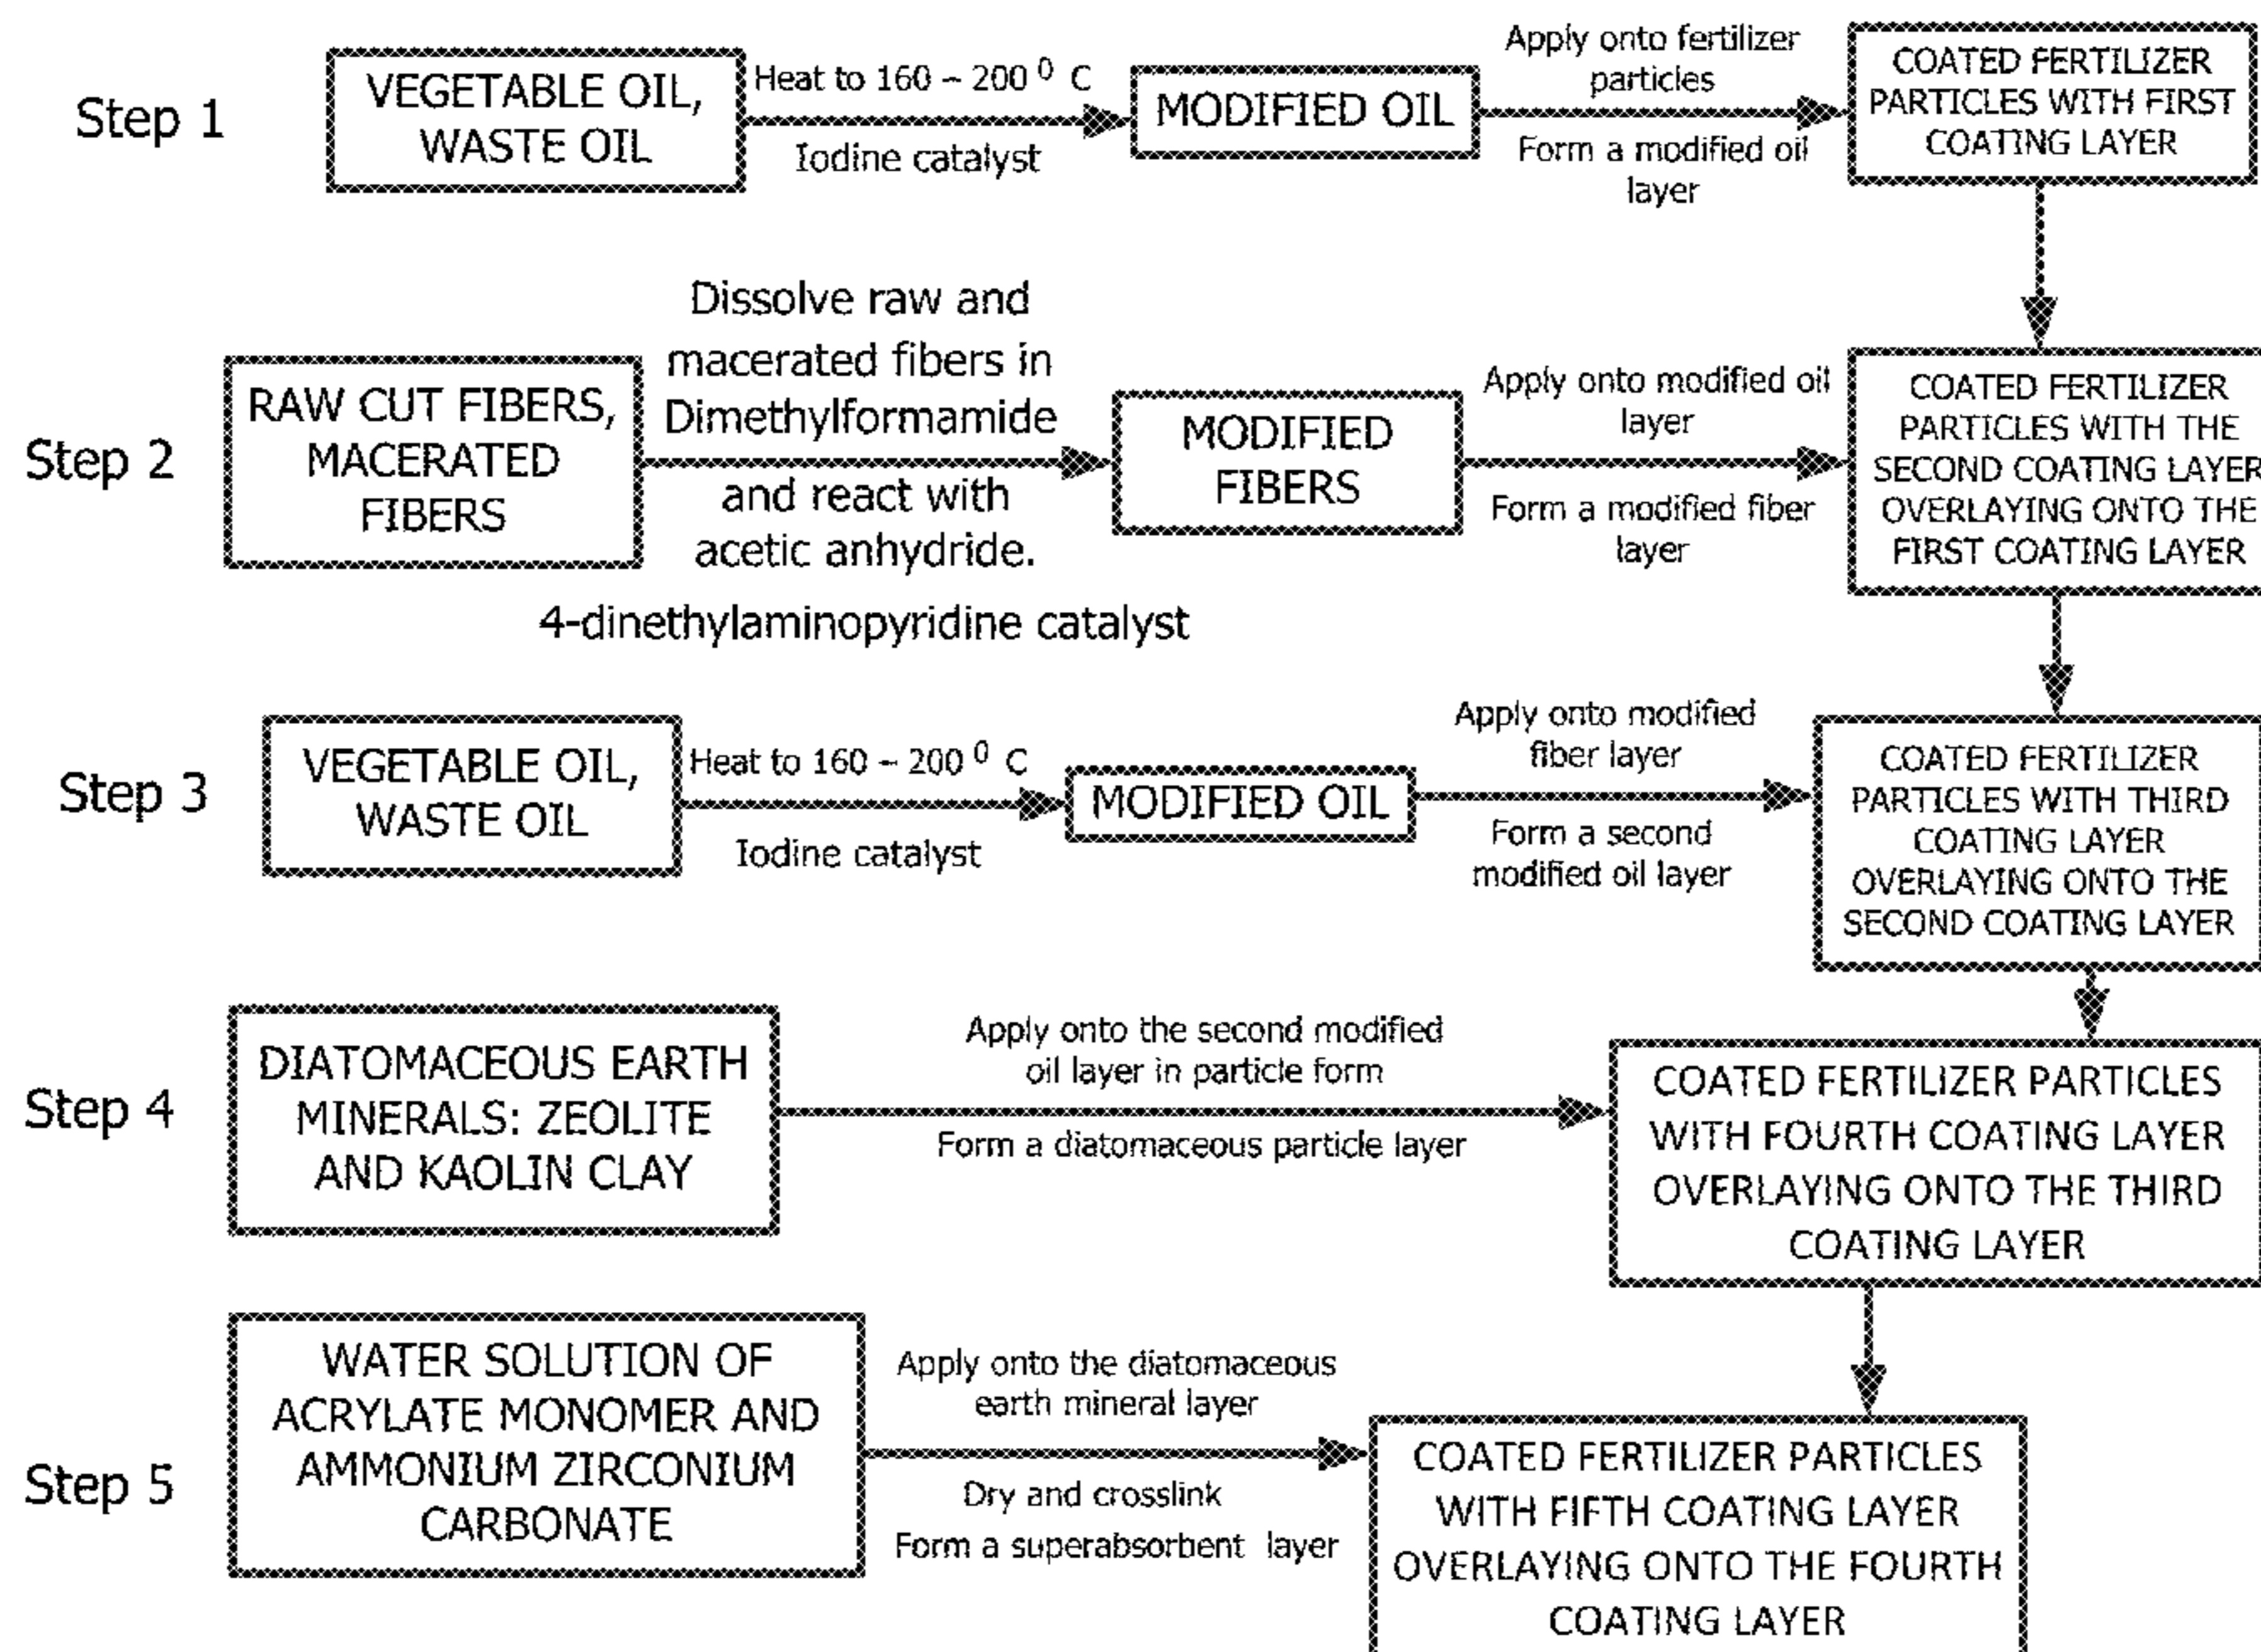 Step 1
VEGETABLE OIL,
WASTE OIL
Heat to 160 – 200 ⁰ C
Iodine catalyst
MODIFIED OIL
Apply onto fertilizer
particles
Form a modified oil
layer
COATED FERTILIZER
PARTICLES WITH FIRST
COATING LAYER
Step 2
RAW CUT FIBERS,
MACERATED
FIBERS
Dissolve raw and
macerated fibers in
Dimethylformamide
and react with
acetic anhydride.
4-dinethylaminopyridine catalyst
MODIFIED
FIBERS
Apply onto modified oil
layer
Form a modified fiber
layer
COATED FERTILIZER
PARTICLES WITH THE
SECOND COATING LAYER
OVERLAYING ONTO THE
FIRST COATING LAYER
Step 3
VEGETABLE OIL,
WASTE OIL
Heat to 160 – 200 ⁰ C
Iodine catalyst
MODIFIED OIL
Apply onto modified
fiber layer
Form a second
modified oil layer
COATED FERTILIZER
PARTICLES WITH THIRD
COATING LAYER
OVERLAYING ONTO THE
SECOND COATING LAYER
Step 4
DIATOMACEOUS EARTH
MINERALS: ZEOLITE
AND KAOLIN CLAY
Apply onto the second modified
oil layer in particle form
Form a diatomaceous particle layer
COATED FERTILIZER PARTICLES
WITH FOURTH COATING LAYER
OVERLAYING ONTO THE THIRD
COATING LAYER
Step 5
WATER SOLUTION OF
ACRYLATE MONOMER AND
AMMONIUM ZIRCONIUM
CARBONATE
Apply onto the diatomaceous
earth mineral layer
Dry and crosslink
Form a superabsorbent layer
COATED FERTILIZER PARTICLES
WITH FIFTH COATING LAYER
OVERLAYING ONTO THE FOURTH
COATING LAYER